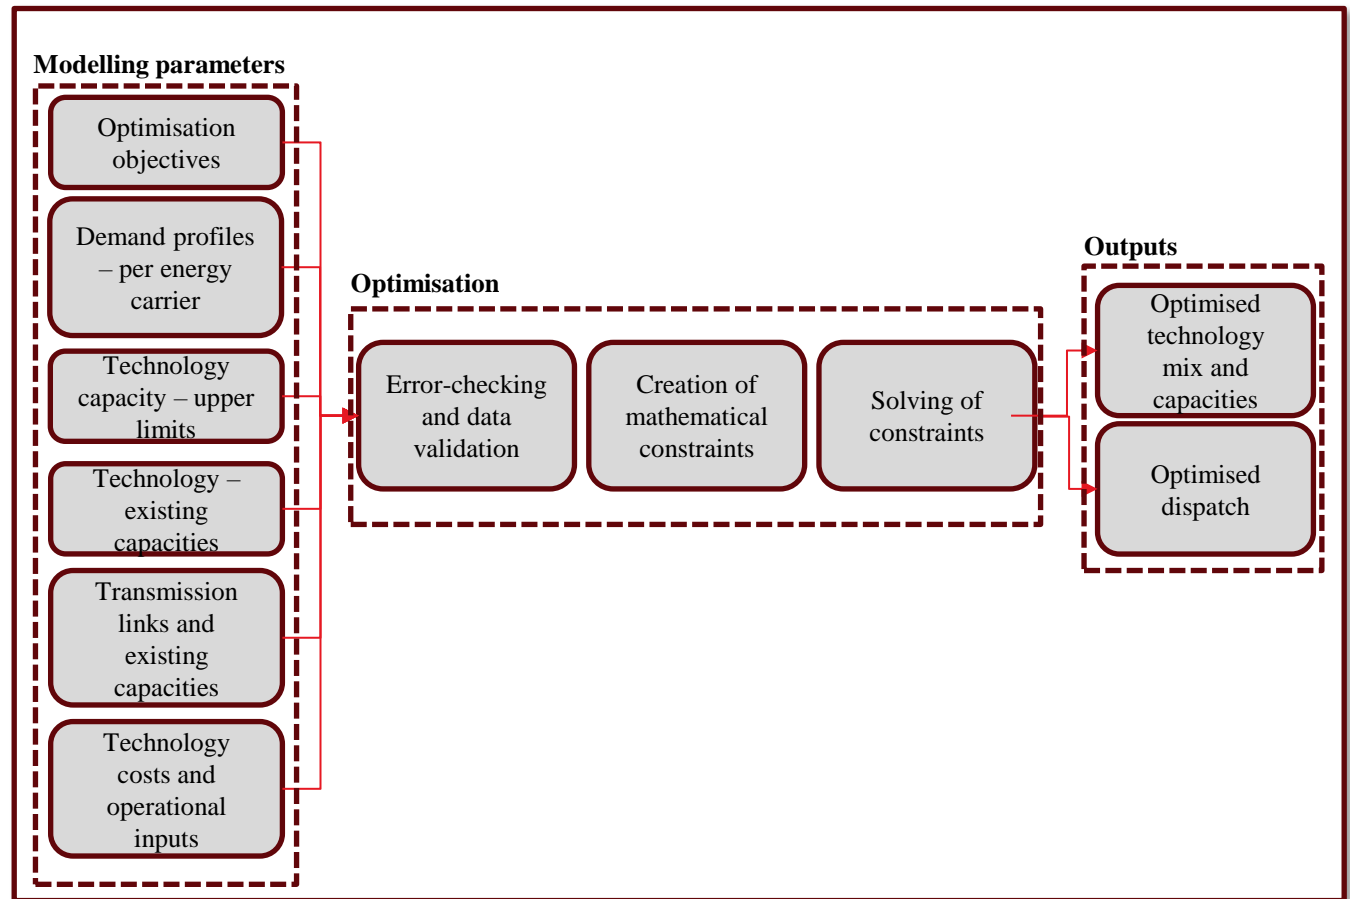 Modelling parameters
Optimisation
objectives
Demand profiles
– per energy
carrier
Technology
capacity – upper
limits
Technology –
existing
capacities
Transmission
links and
existing
capacities
Technology
costs and
operational
inputs
Optimisation
Error-checking
and data
validation
Creation of
mathematical
constraints
Solving of
constraints
Outputs
Optimised
technology
mix and
capacities
Optimised
dispatch